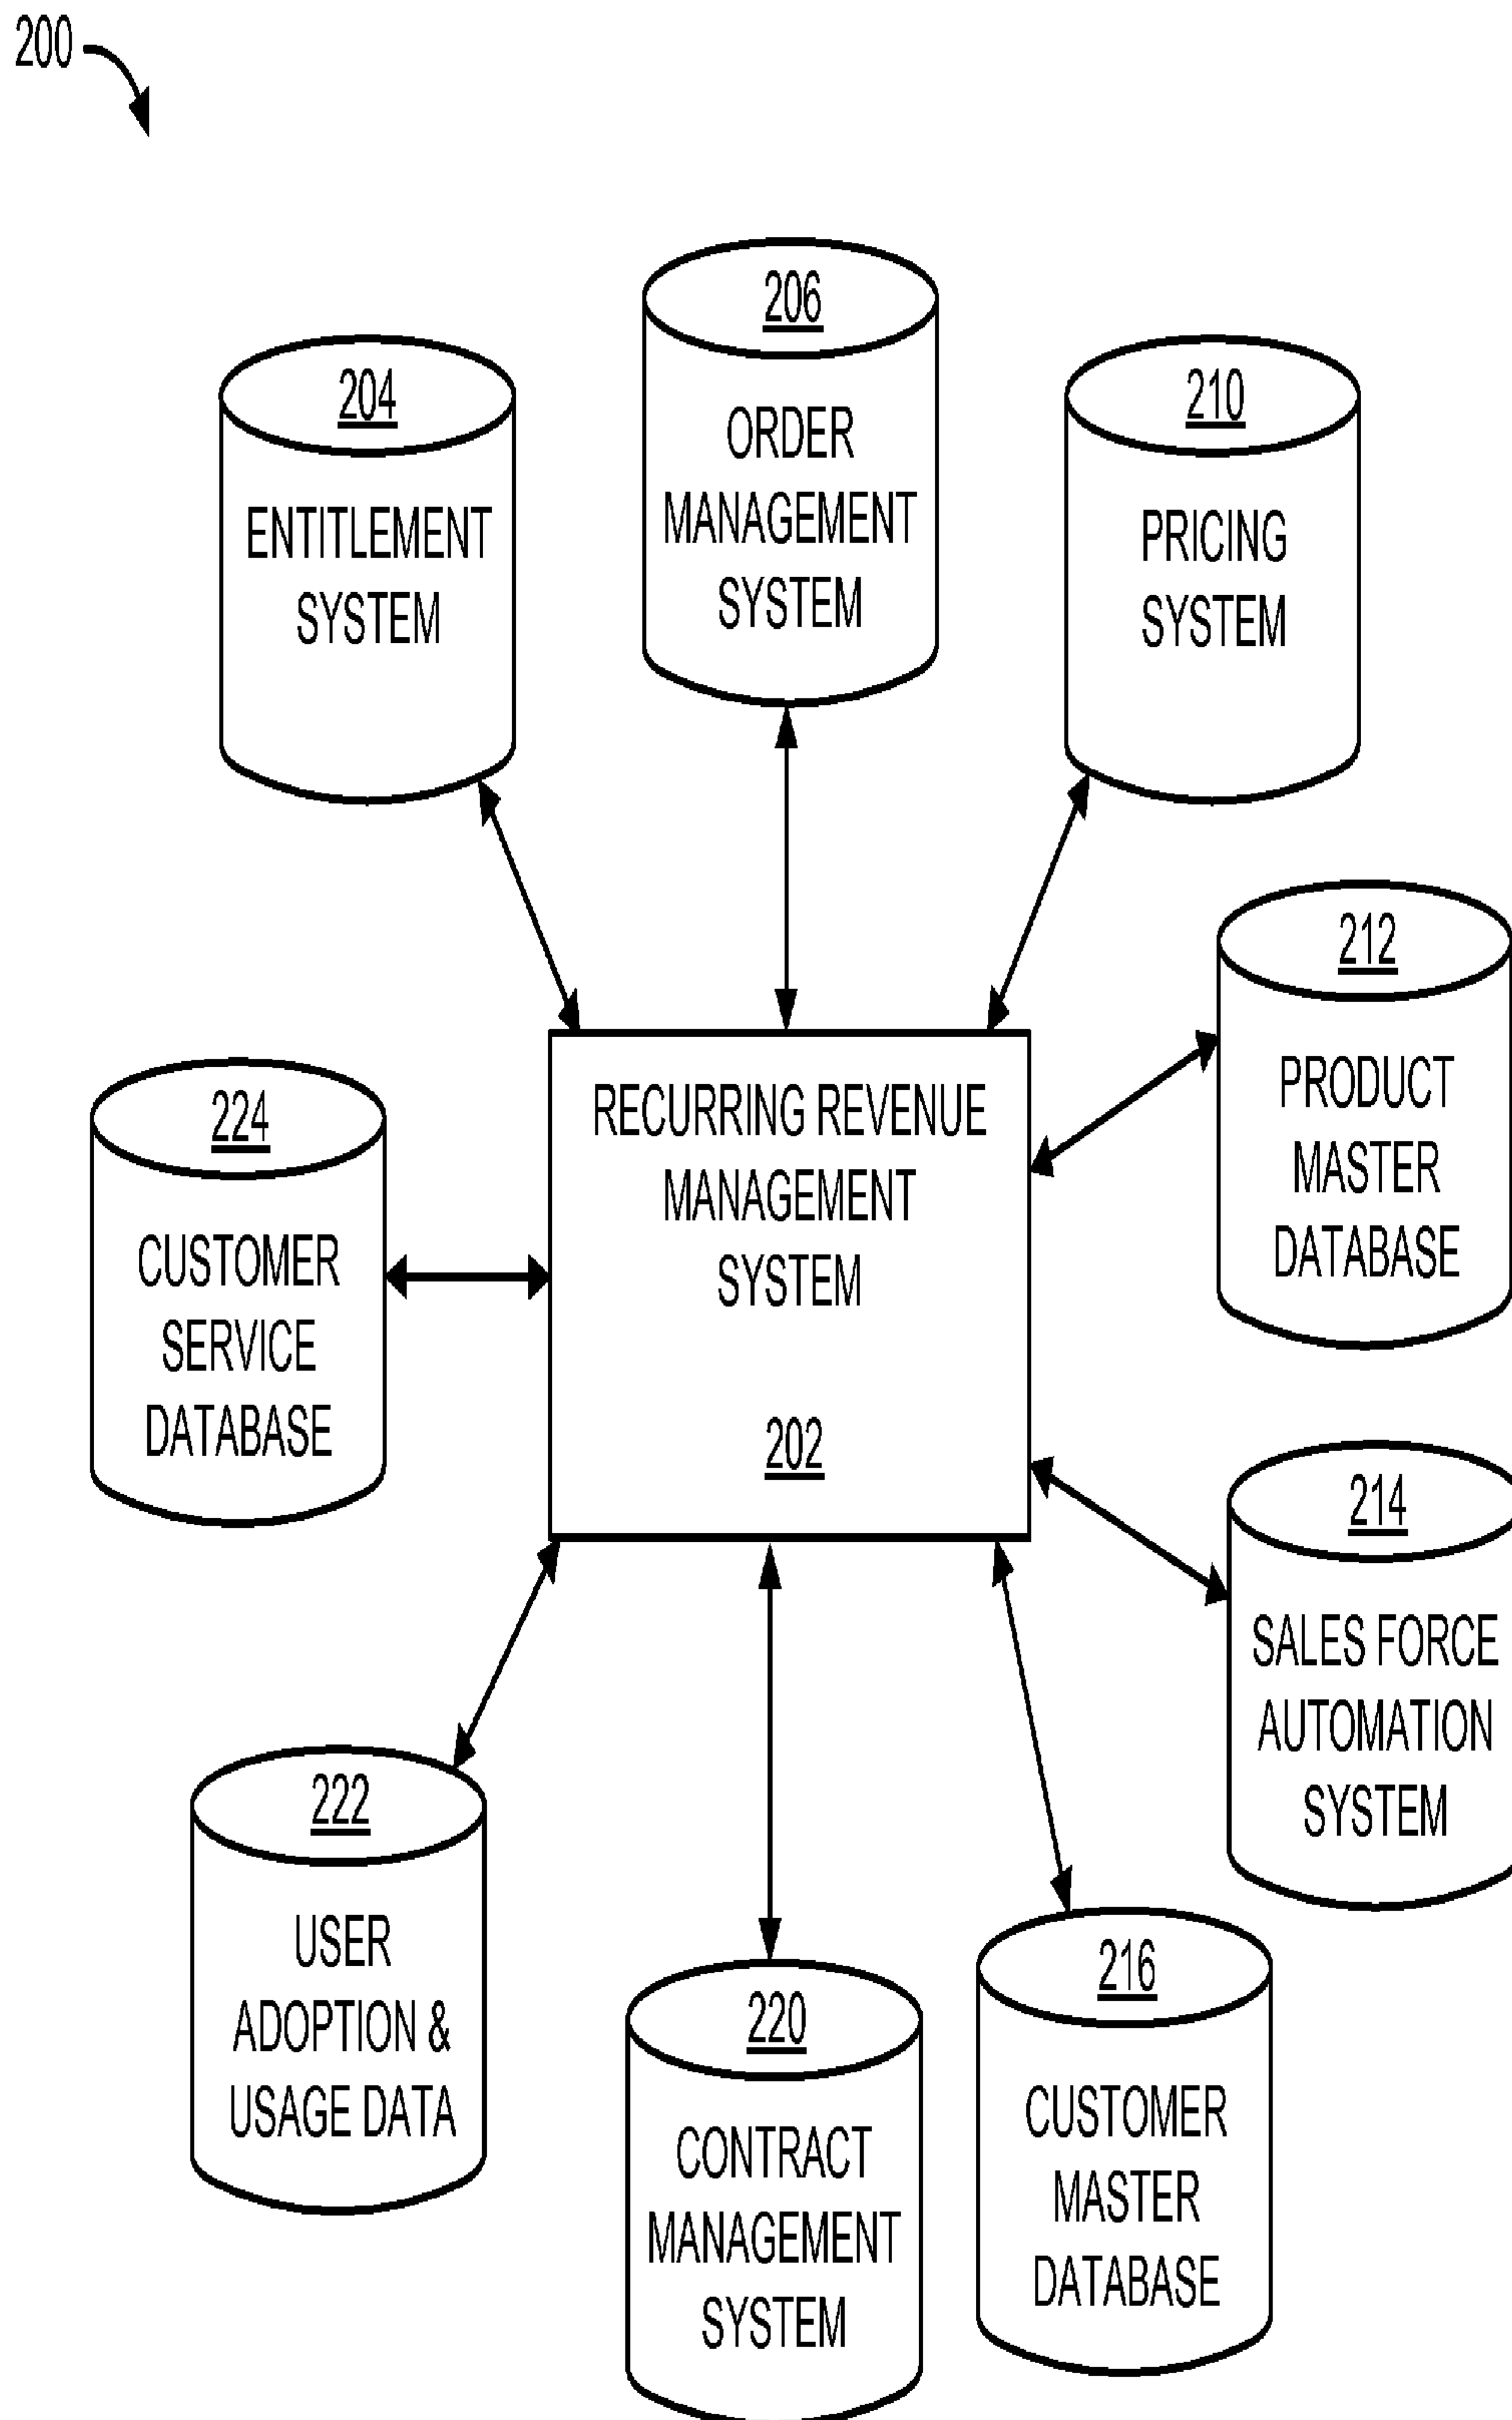 200
206
ORDER
MANAGEMENT
SYSTEM
204
ENTITLEMENT
SYSTEM
210
PRICING
SYSTEM
212
PRODUCT
MASTER
DATABASE
224
CUSTOMER
SERVICE
DATABASE
RECURRING REVENUE
MANAGEMENT
SYSTEM
202
214
SALES FORCE
AUTOMATION
SYSTEM
222
USER
ADOPTION &
USAGE DATA
220
CONTRACT
MANAGEMENT
SYSTEM
216
CUSTOMER
MASTER
DATABASE